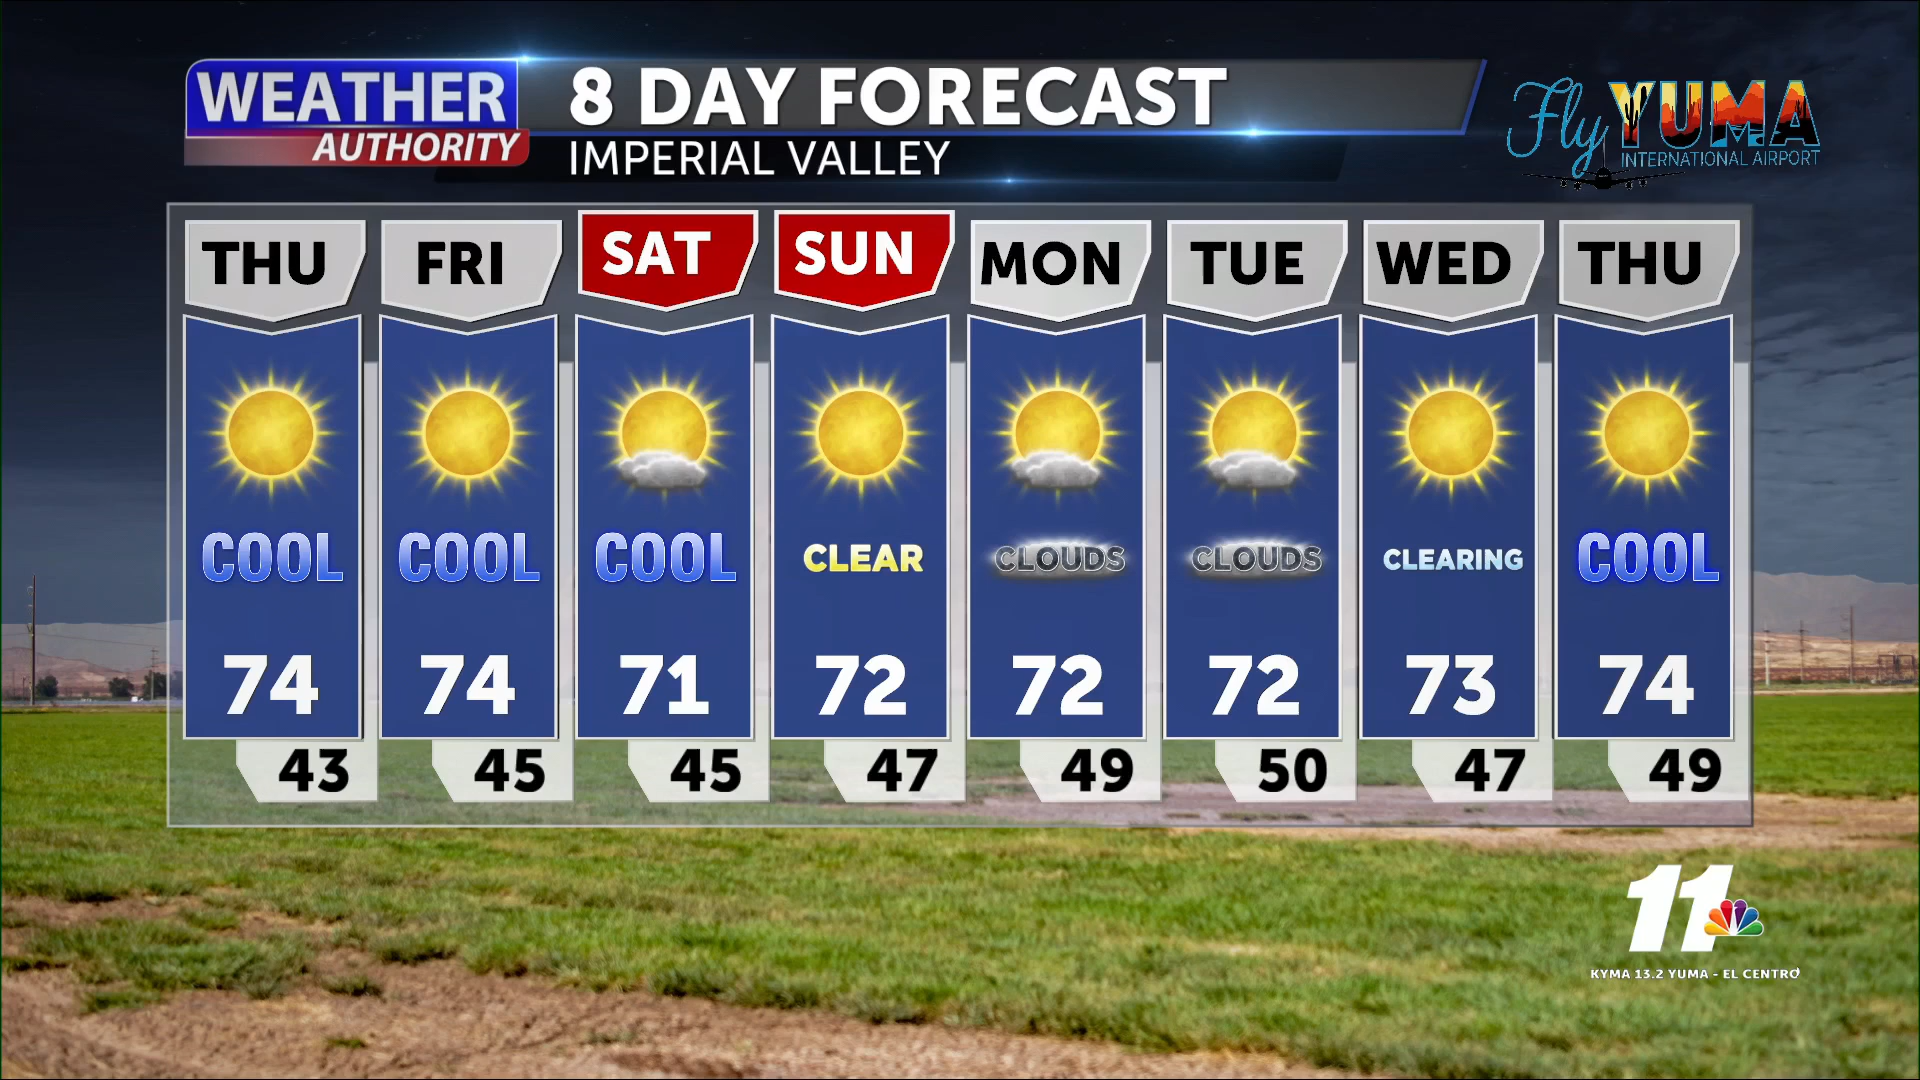 WEATHER
AUTHORITY
8 DAY FORECAST
IMPERIAL VALLEY
Fly YUMA
INTERNATIONAL AIRPORT
THU FRI SAT SUN MON TUE WED THU
COOL COOL COOL CLEAR CLOUDS CLOUDS CLEARING COOL
74 74 71 72 72 72 73 74
43 45 45 47 49 50 47 49
11
KYMA 13.2 YUMA - EL CENTRO